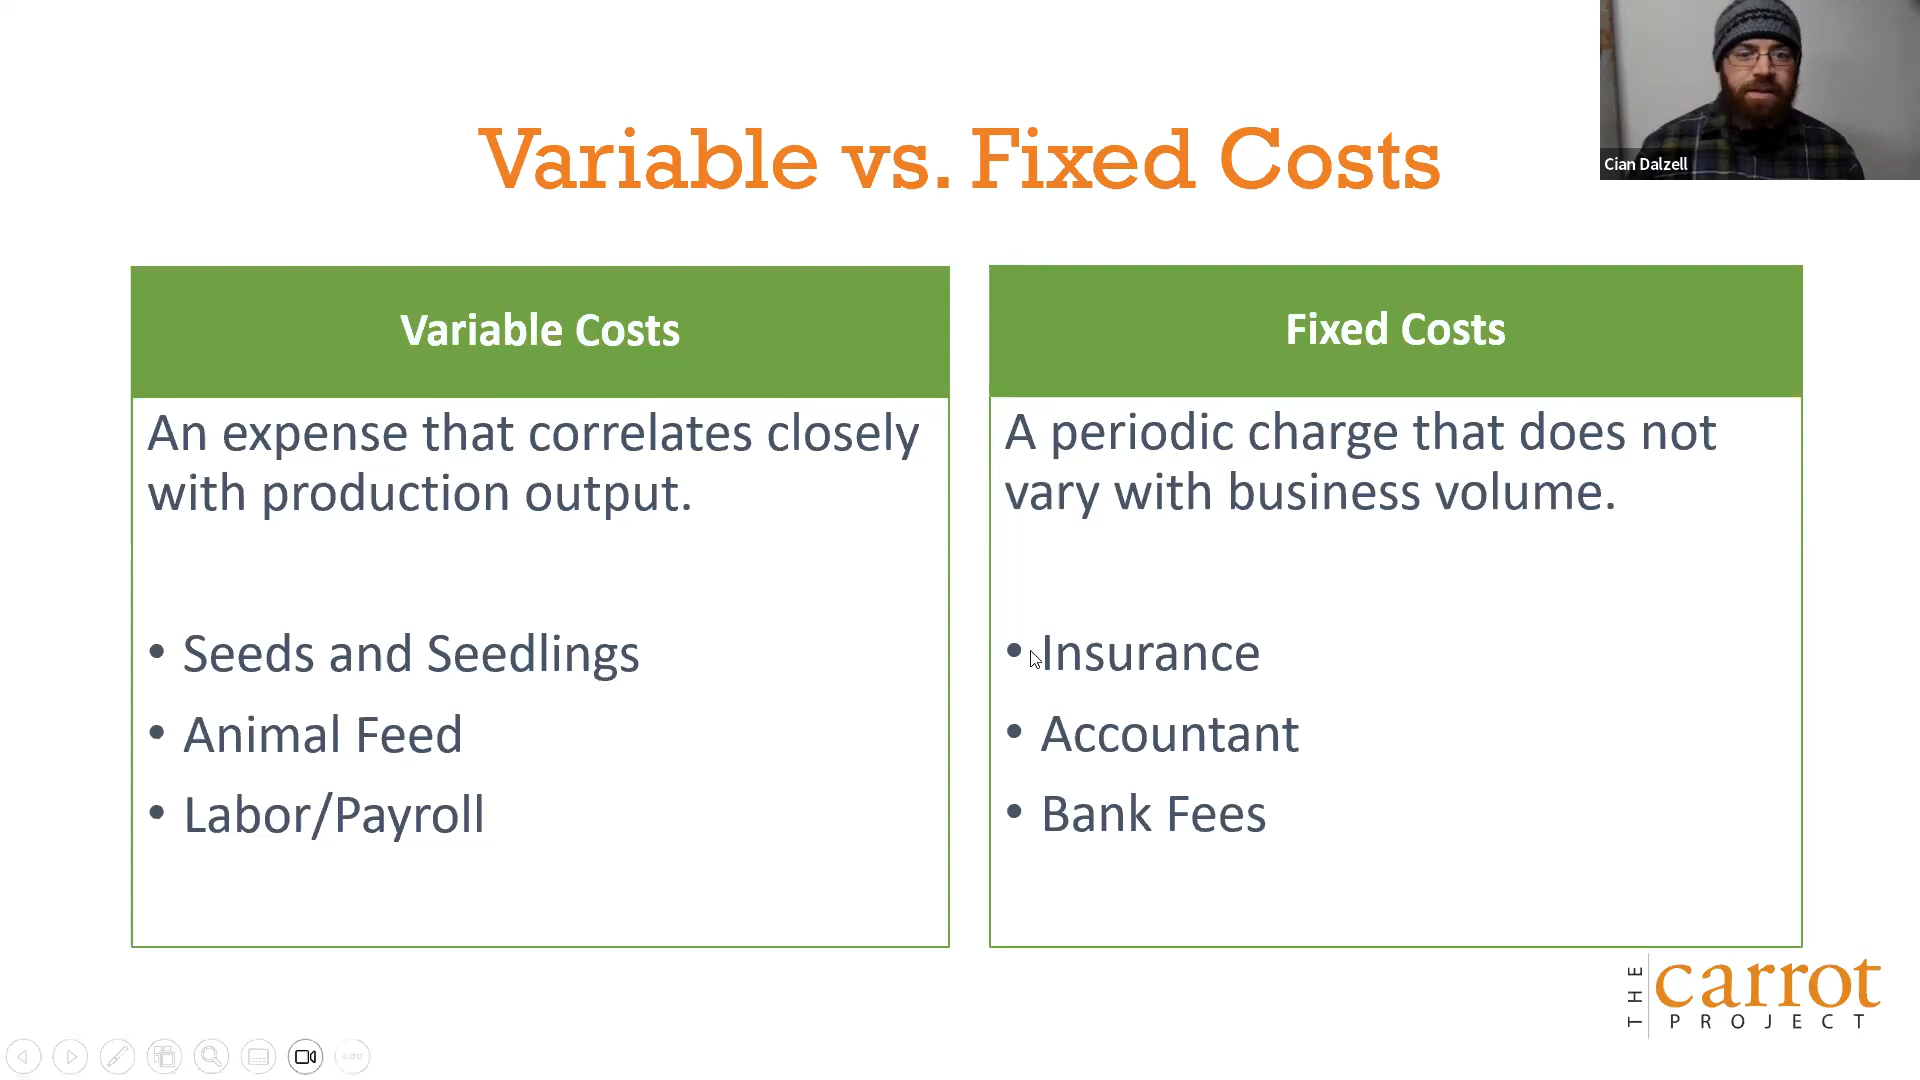 Variable vs. Fixed Costs
Cian Dalzell
Variable Costs
An expense that correlates closely
with production output.
• Seeds and Seedlings
• Animal Feed
• Labor/Payroll
Fixed Costs
A periodic charge that does not
vary with business volume.
• Insurance
• Accountant
• Bank Fees
THE
carrot
PROJECT